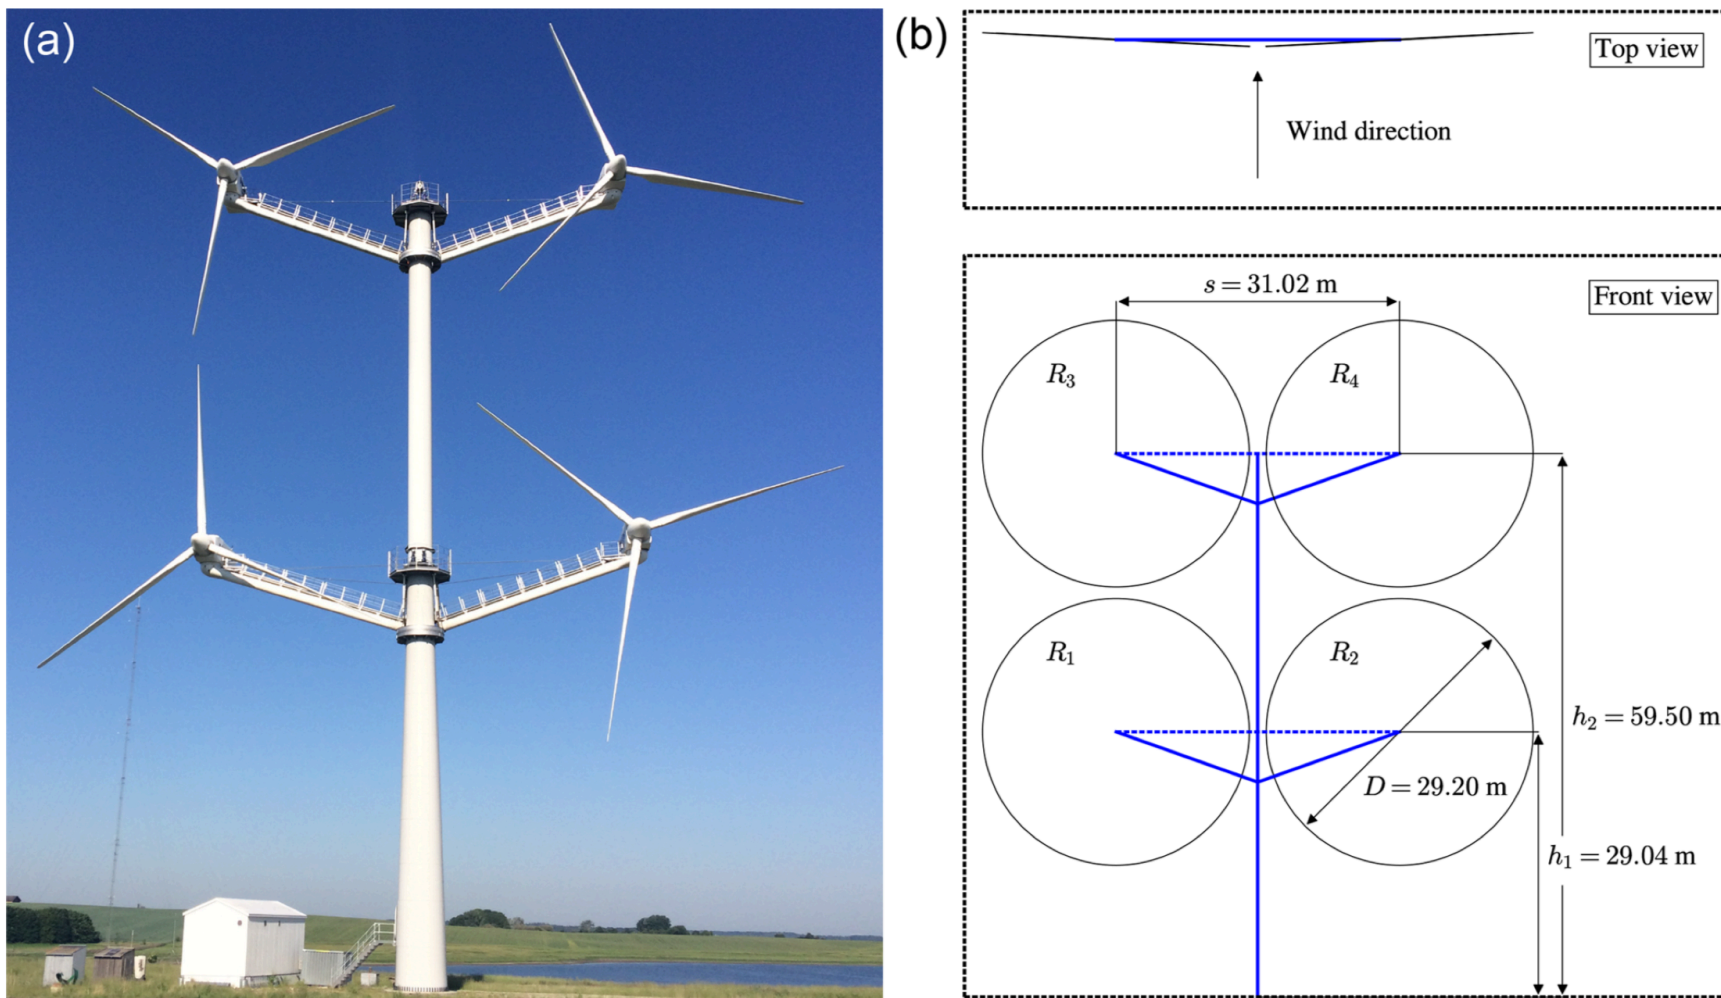 (a)
(b)
Top view
Wind direction
Front view
s = 31.02 m
R3
R4
R1
R2
h2 = 59.50 m
D = 29.20 m
h1 = 29.04 m